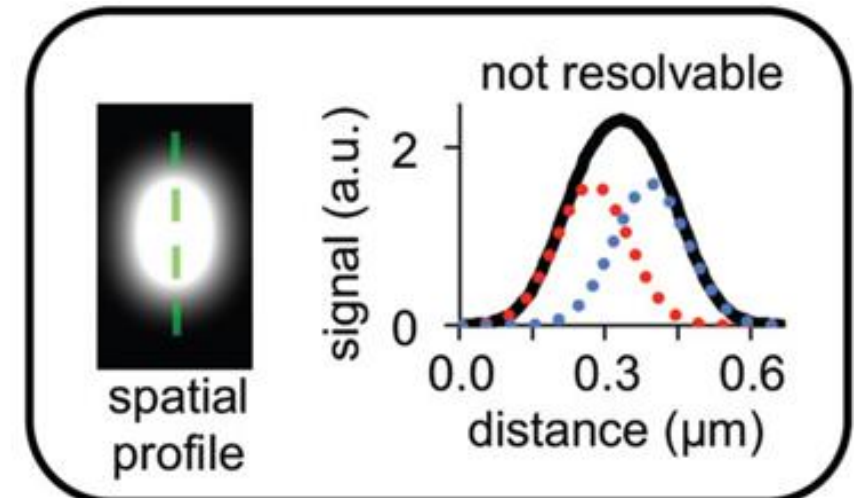 not resolvable
signal (a.u.)
2
0
0.0 0.3 0.6
distance (μm)
spatial
profile